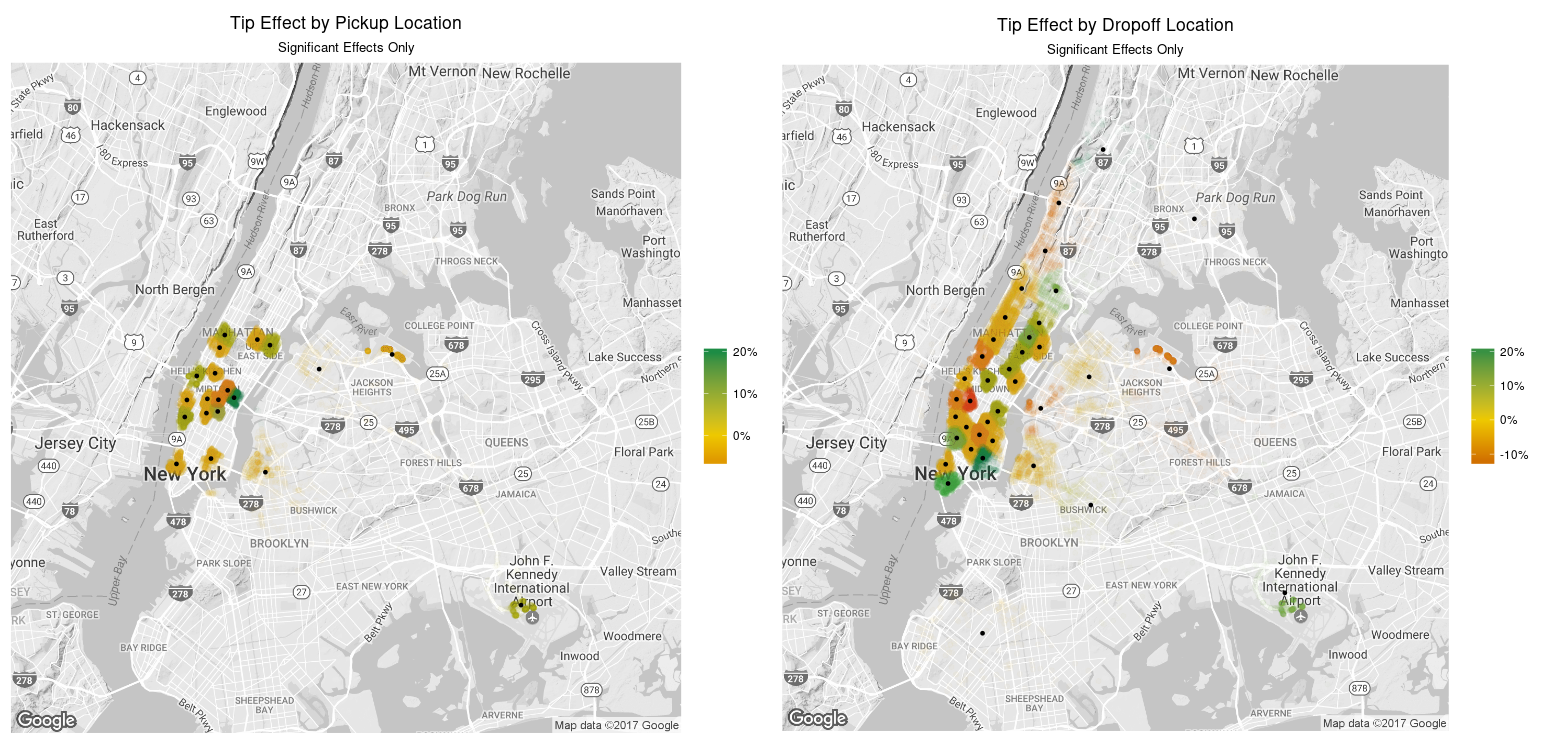 Tip Effect by Pickup Location
Significant Effects Only
Mt Vernon New Rochelle
State Pkwy
4
80
Englewood
Hudson Ri
arfield
46
Hackensack
I-80 Express
95
9W
87
1
95
nic
17
93
9A
63
Park Dog Run
BRONX
95
95
Sands Point
Manorhaven
East
Rutherford
Hudson River
87
278
Port
Washingto
THROGS NECK
3
9A
7
North Bergen
95
Manhasset
East River
COLLEGE POINT
9
MANHATTAN
EAST SIDE
678
Cross Island Pkwy
Lake Success
Northern
HELL'S KITCHEN
25A
JACKSON
HEIGHTS
295
278
25
495
25B
Jersey City
9A
QUEENS
Floral Park
440
New York
FOREST HILLS
25
24
678
JAMAICA
440
78
278
BUSHWICK
478
Southe
BROOKLYN
yonne
PARK SLOPE
John F.
Kennedy
International
Airport
Valley Stream
SEY
278
27
EAST NEW YORK
Upper Bay
ST. GEORGE
RK
Belt Pkwy
Woodmere
BAY RIDGE
Inwood
278
878
SHEEPSHEAD
BAY
Belt Pkwy
ARVERNE
Google
Map data ©2017 Google
20%
10%
0%
Tip Effect by Dropoff Location
Significant Effects Only
Mt Vernon New Rochelle
State Pkwy
4
80
Englewood
Hudson Ri
arfield
46
Hackensack
I-80 Express
95
9W
87
1
95
nic
17
93
9A
63
Park Dog Run
BRONX
95
95
Sands Point
Manorhaven
East
Rutherford
Hudson River
87
278
Port
Washingto
THROGS NECK
3
9A
7
North Bergen
95
Manhasset
East River
COLLEGE POINT
9
MANHATTAN
678
Cross Island Pkwy
Lake Success
Northern
25A
JACKSON
HEIGHTS
295
278
25
495
25B
Jersey City
QUEENS
Floral Park
440
New York
FOREST HILLS
25
24
678
JAMAICA
440
78
278
BUSHWICK
478
Southe
BROOKLYN
yonne
PARK SLOPE
John F.
Kennedy
International
Airport
Valley Stream
SEY
278
27
EAST NEW YORK
Upper Bay
ST. GEORGE
RK
Belt Pkwy
Woodmere
BAY RIDGE
Inwood
278
878
SHEEPSHEAD
BAY
Belt Pkwy
ARVERNE
Google
Map data ©2017 Google
20%
10%
0%
-10%